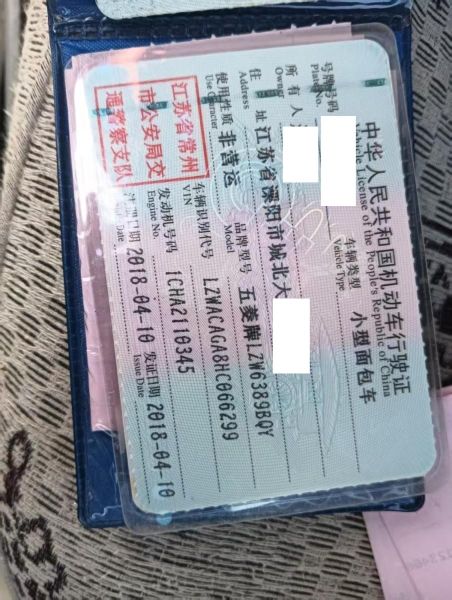 中华人民共和国机动车行驶证
Vehicle License of the People's Republic of China
号牌号码
Plate No.
车辆类型 小型面包车
Vehicle Type
所有人
Owner
住址 江苏省溧阳市城北大
Address
使用性质 非营运
Use Character
品牌型号 五菱牌LZW6389BQY
Model
江苏省常州
市公安局交
通警察支队
车辆识别代号 LZWACAGA8HC066299
VIN
发动机号码 1CHA2110345
Engine No.
注册日期 2018-04-10 发证日期 2018-04-10
Date Issue Date